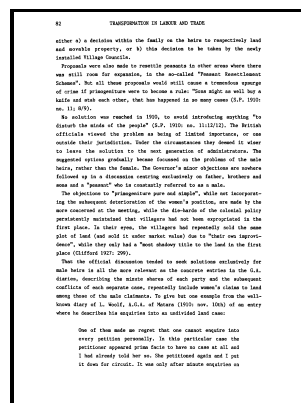 82 TRANSFORMATION IN LABOUR AND TRADE
either a) a decision within the family on the heirs to respectively land
and movable property, or b) this decision to be taken by the newly
installed Village Councils.
Proposals were also made to resettle peasants in other areas where there
was still room for expansion, in the so-called "Peasant Resettlement
Schemes". But all these proposals would still cause a tremendous upsurge
of crime if primogeniture were to become a rule: "Sons might as well buy a
knife and stab each other, that has happened in so many cases (S.P. 1910:
no. 11; 8/9).
No solution was reached in 1910, to avoid introducing anything "to
disturb the minds of the people" (S.P. 1910: no. 11:12/12). The British
officials viewed the problem as being of limited importance, or one
outside their jurisdiction. Under the circumstances they deemed it wiser
to leave the solution to the next generation of administrators. The
suggested options gradually became focussed on the problems of the male
heirs, rather than the female. The Governor's minor objections are nowhere
followed up in a discussion centring exclusively on father, brothers and
sons and a "peasant" who is constantly referred to as a male.
The objections to "primogeniture pure and simple", while not incorporat-
ing the subsequent deterioration of the women's position, are made by the
more concerned at the meeting, while the die-hards of the colonial policy
persistently maintained that villagers had not been expropriated in the
first place. In their eyes, the villagers had repeatedly sold the same
plot of land (and sold it under market value) due to "their own improvi-
dence", while they only had a "most shadowy title to the land in the first
place (Clifford 1927: 299).
That the official discussion tended to seek solutions exclusively for
male heirs is all the more relevant as the concrete entries in the G.A.
diaries, describing the minute shares of each party and the subsequent
conflicts of each separate case, repeatedly include women's claims to land
among those of the male claimants. To give but one example from the well-
known diary of L. Woolf, A.G.A. of Matara (1910: nov. 10th) of an entry
where he describes his enquiries into an undivided land case:
One of them made me regret that one cannot enquire into
every petition personally. In this particular case the
petitioner appeared prima facie to have no case at all and
I had already told her so. She petitioned again and I put
it down for circuit. It was only after minute enquiries on